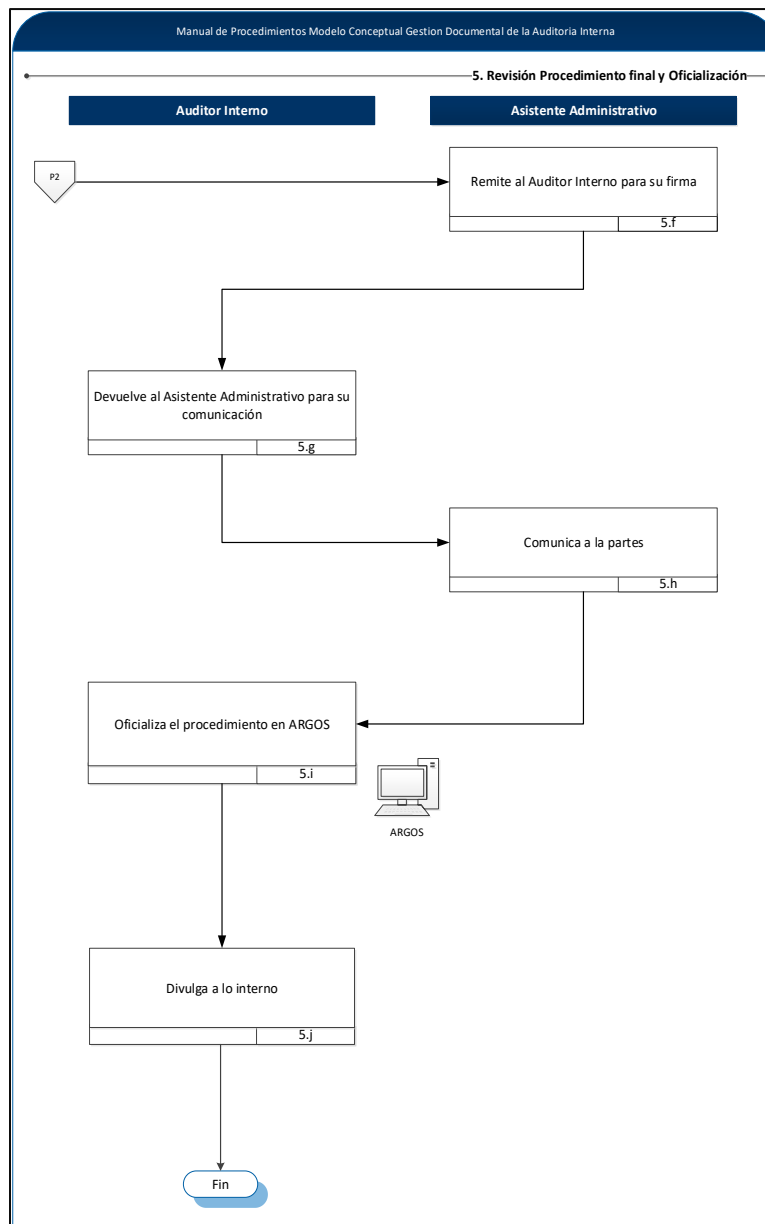 Manual de Procedimientos Modelo Conceptual Gestion Documental de la Auditoria Interna
5. Revisión Procedimiento final y Oficialización
Auditor Interno
Asistente Administrativo
P2
Remite al Auditor Interno para su firma
5.f
Devuelve al Asistente Administrativo para su
comunicación
5.g
Comunica a la partes
5.h
Oficializa el procedimiento en ARGOS
5.i
ARGOS
Divulga a lo interno
5.j
Fin